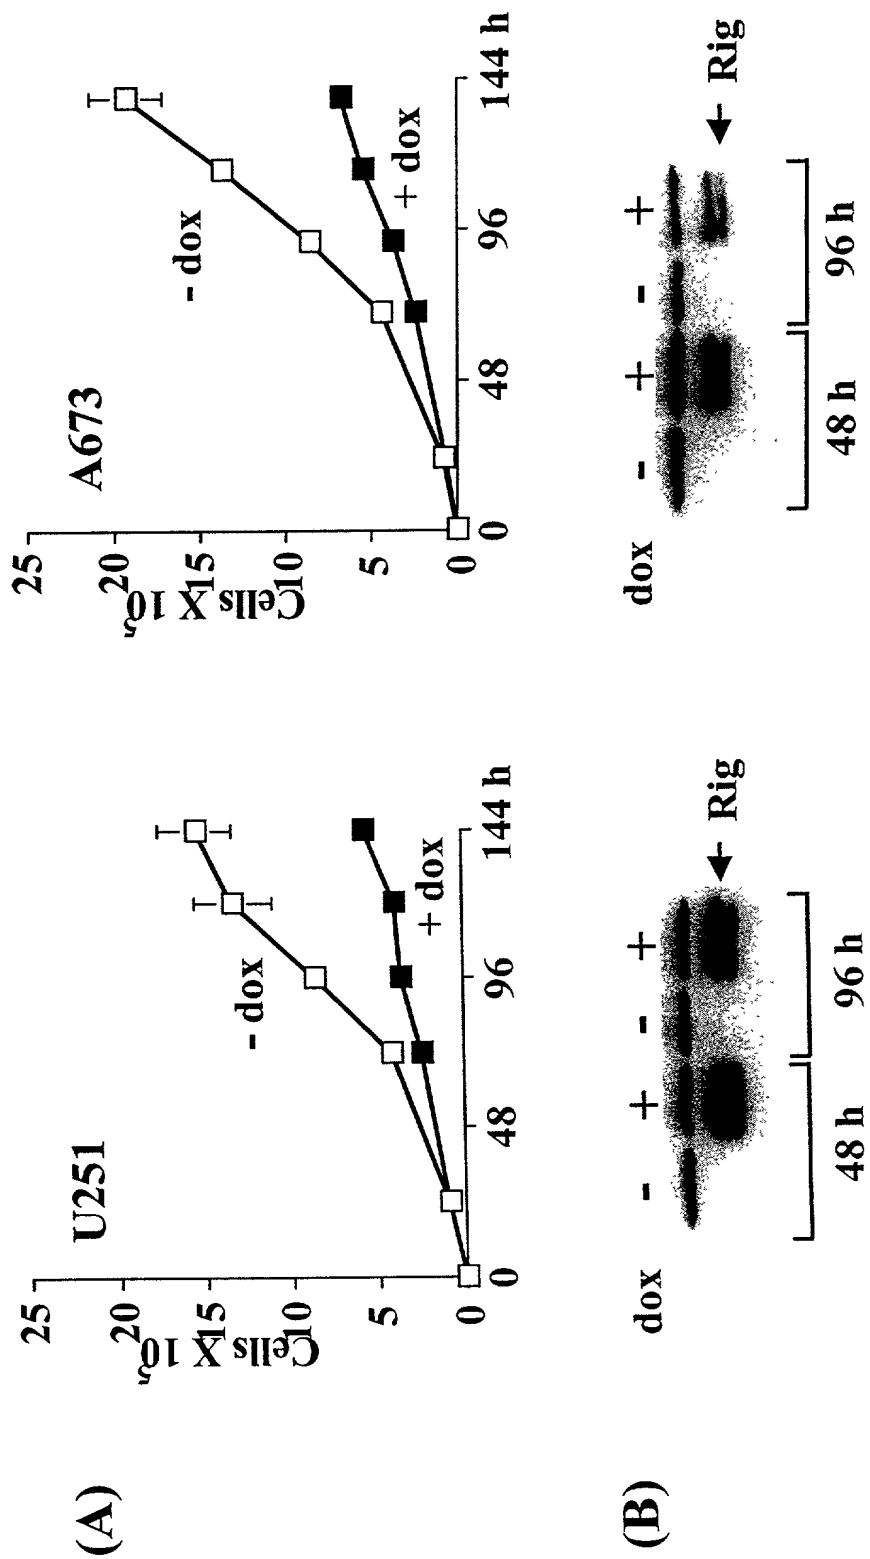 (A)
U251
25
20
15
10
5
0
Cells X 10⁵
- dox
+ dox
0 48 96 144 h
A673
25
20
15
10
5
0
Cells X 10⁵
- dox
+ dox
0 48 96 144 h
(B)
dox - + - +
Rig
48 h 96 h
dox - + - +
Rig
48 h 96 h